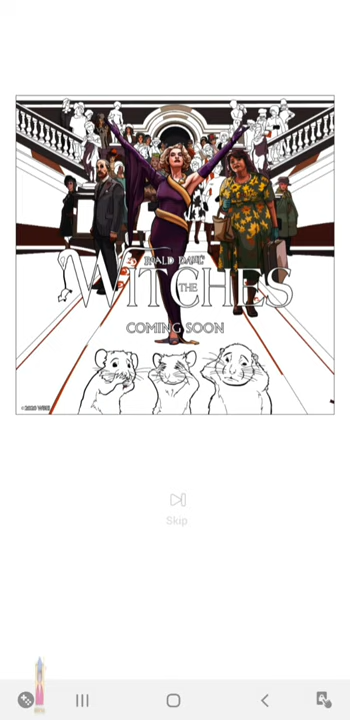 ROALD DAHL'S
THE
WITCHES
COMING SOON
Skip